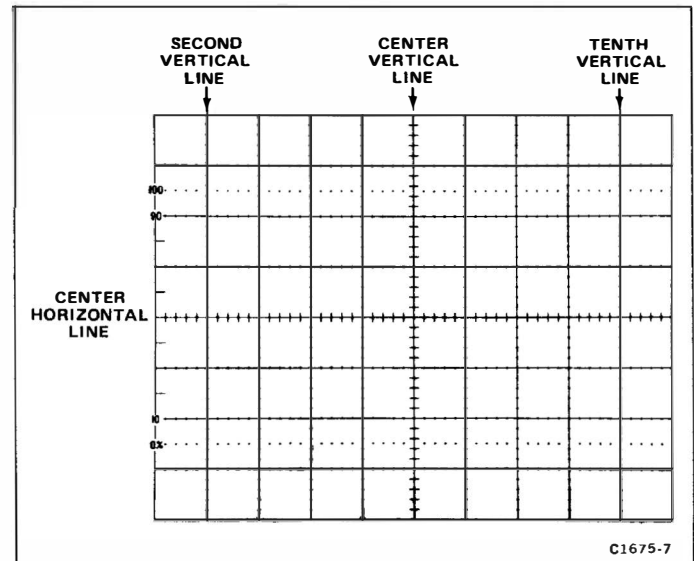 SECOND
VERTICAL
LINE
CENTER
VERTICAL
LINE
TENTH
VERTICAL
LINE
100
90
CENTER
HORIZONTAL
LINE
10
0%
C1675-7